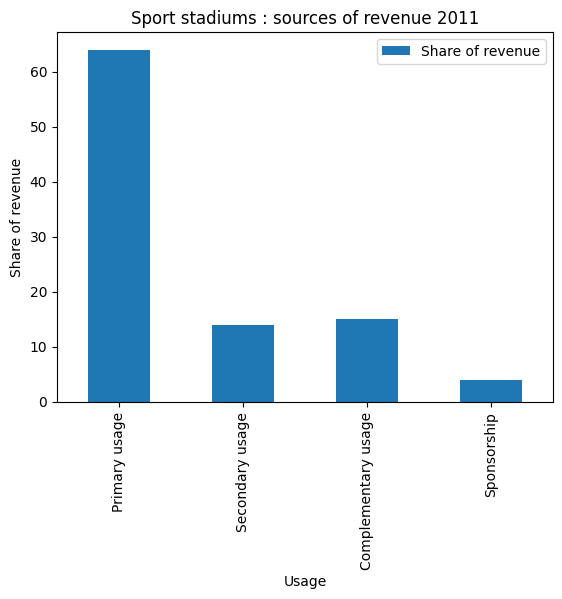 Sport stadiums : sources of revenue 2011
Share of revenue
Share of revenue
60
50
40
30
20
10
0
Primary usage
Secondary usage
Complementary usage
Sponsorship
Usage